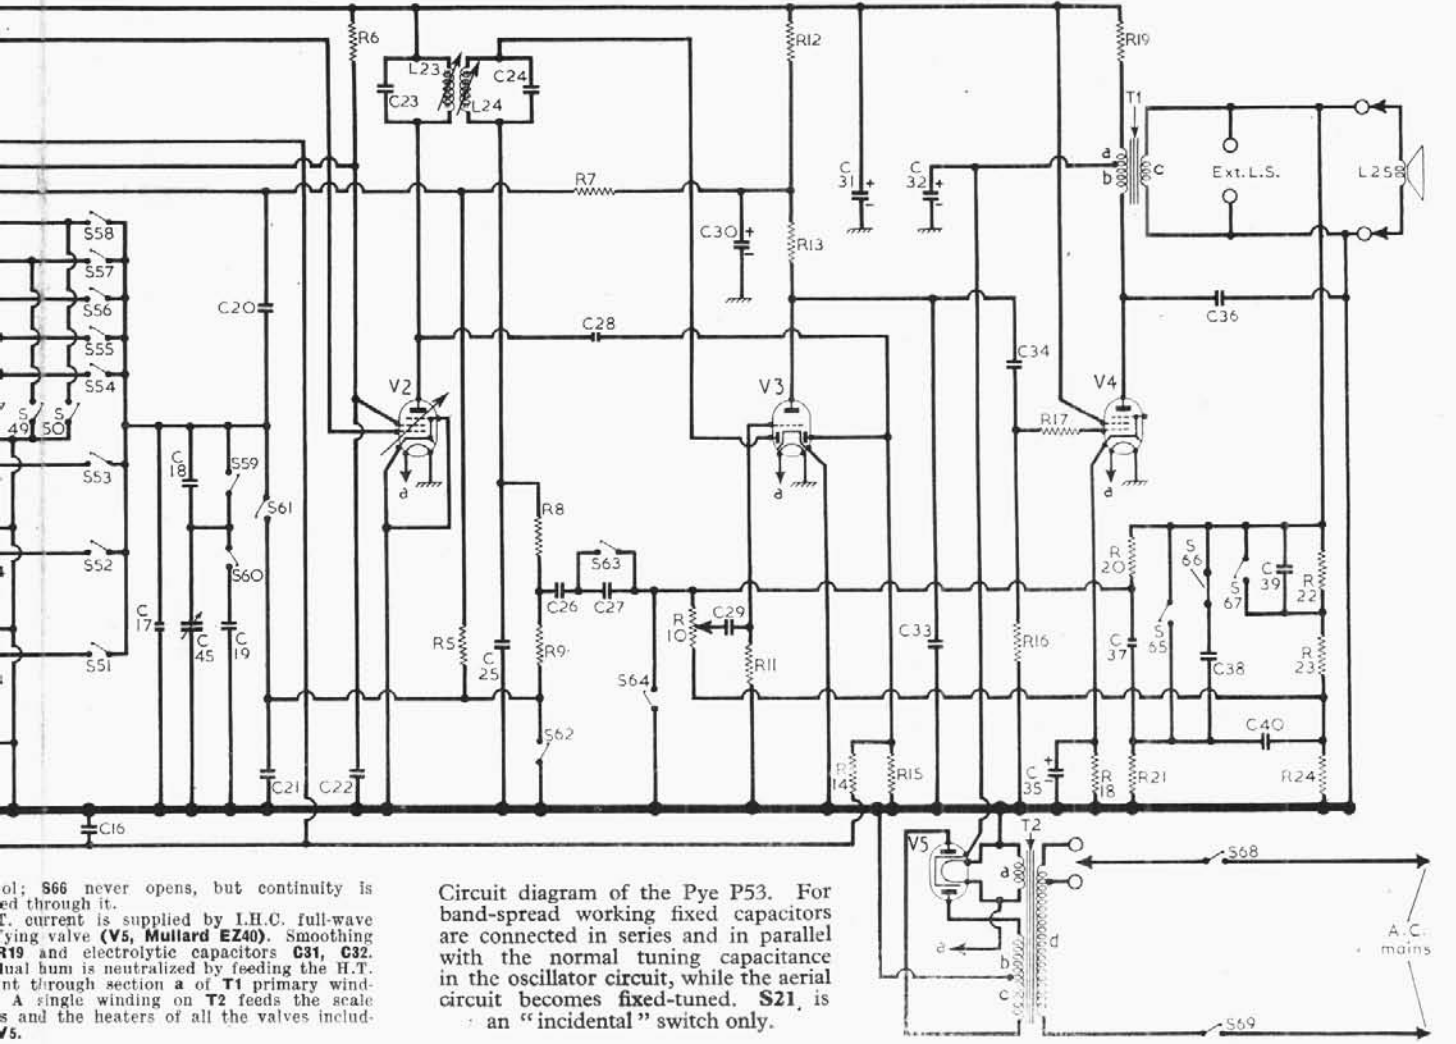 R6
R12
R19
L23
C24
C23
L24
T1
a
b
c
Ext.L.S.
L25
R7
C
31
+
-
C
32
+
-
S58
C30
+
-
R13
S57
S56
C20
C36
S55
C28
C34
S54
V2
V3
V4
S
49
S
50
R17
S53
C
18
S59
a
a
a
S61
R8
S52
S60
S63
R
20
S
66
S
67
C
39
R
22
C26
C27
C
17
C
45
C
19
R5
C
25
R9
R
10
C29
C33
R16
C
37
S
65
C38
R
23
S51
S64
R11
S62
C40
C21
C22
R
14
R15
C
35
+
-
R
18
R21
R24
C16
V5
T2
S68
a
a
b
c
d
A.C.
mains
S69
ol; S66 never opens, but continuity is
ed through it.
T. current is supplied by I.H.C. full-wave
fying valve (V5, Mullard EZ40). Smoothing
R19 and electrolytic capacitors C31, C32.
dual hum is neutralized by feeding the H.T.
nt through section a of T1 primary wind-
A single winding on T2 feeds the scale
s and the heaters of all the valves includ-
V5.
Circuit diagram of the Pye P53. For
band-spread working fixed capacitors
are connected in series and in parallel
with the normal tuning capacitance
in the oscillator circuit, while the aerial
circuit becomes fixed-tuned. S21 is
an "incidental" switch only.